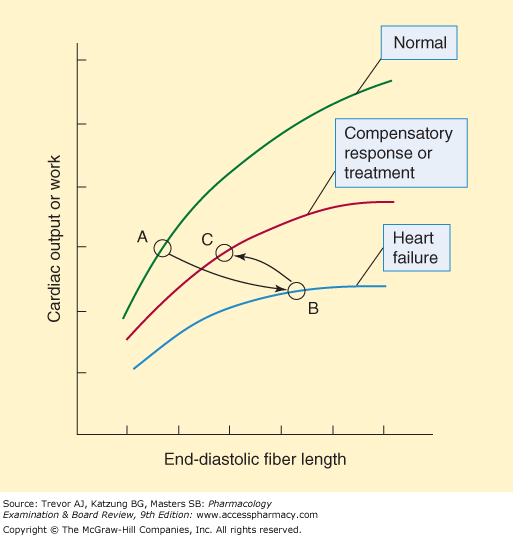 Normal
Compensatory
response or
treatment
Heart
failure
A
C
B
Cardiac output or work
End-diastolic fiber length
Source: Trevor AJ, Katzung BG, Masters SB: Pharmacology
Examination & Board Review, 9th Edition: www.accesspharmacy.com
Copyright © The McGraw-Hill Companies, Inc. All rights reserved.